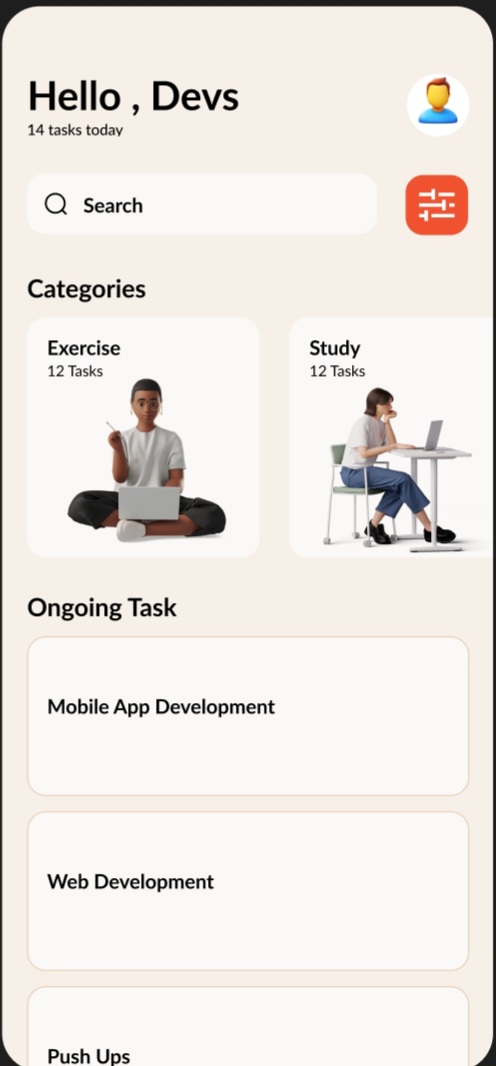 Hello , Devs
14 tasks today
Search
Categories
Exercise
12 Tasks
Study
12 Tasks
Ongoing Task
Mobile App Development
Web Development
Push Ups